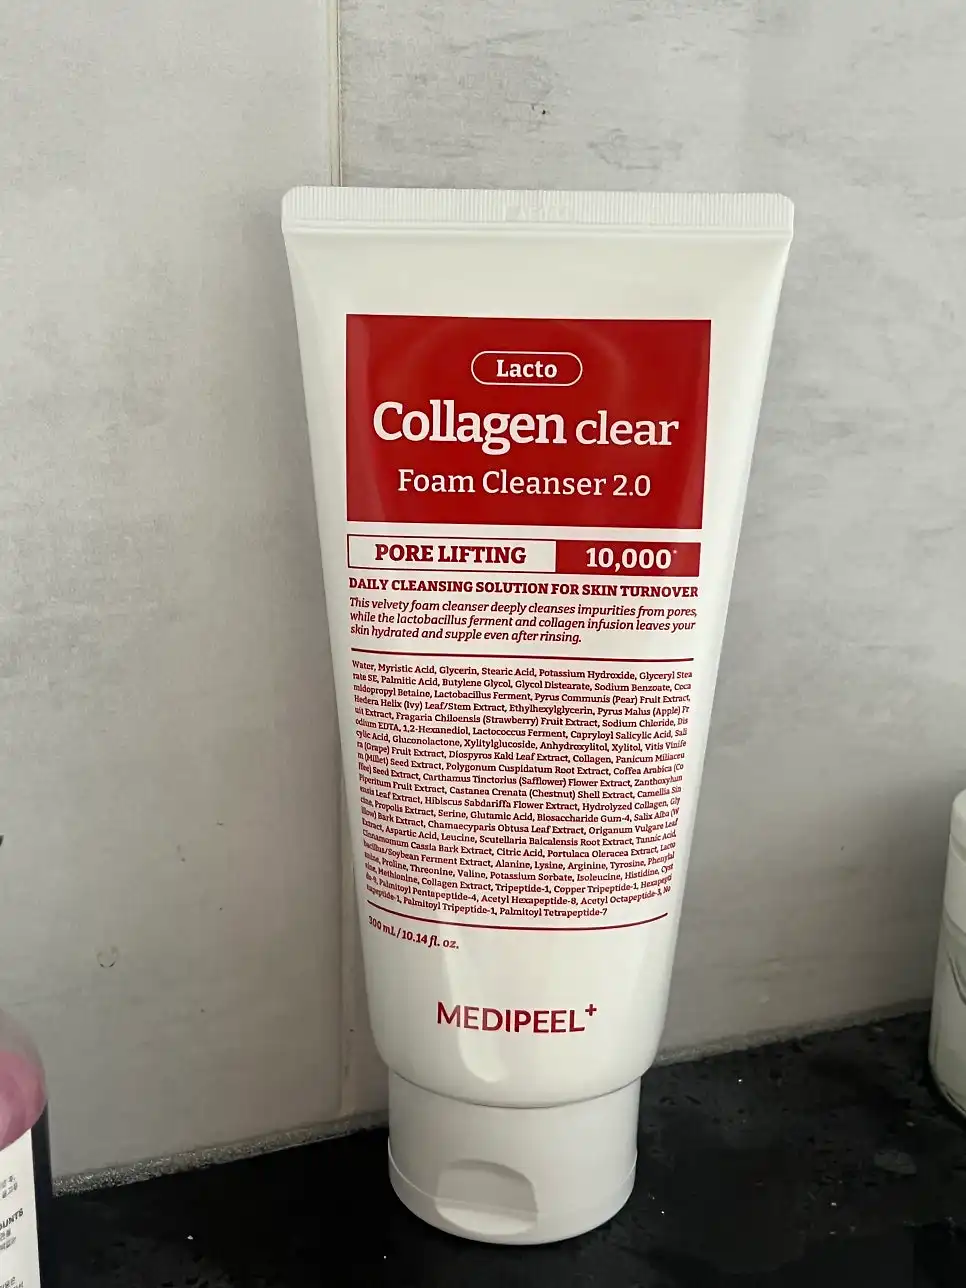 Lacto
Collagen clear
Foam Cleanser 2.0
PORE LIFTING 10,000*
DAILY CLEANSING SOLUTION FOR SKIN TURNOVER
This velvety foam cleanser deeply cleanses impurities from pores,
while the lactobacillus ferment and collagen infusion leaves your
skin hydrated and supple even after rinsing.
Water, Myristic Acid, Glycerin, Stearic Acid, Potassium Hydroxide, Glyceryl Stea
rate SE, Palmitic Acid, Butylene Glycol, Glycol Distearate, Sodium Benzoate, Coca
midopropyl Betaine, Lactobacillus Ferment, Pyrus Communis (Pear) Fruit Extract,
Hedera Helix (Ivy) Leaf/Stem Extract, Ethylhexylglycerin, Pyrus Malus (Apple) Fr
uit Extract, Fragaria Chiloensis (Strawberry) Fruit Extract, Sodium Chloride, Dis
odium EDTA, 1,2-Hexanediol, Lactococcus Ferment, Capryloyl Salicylic Acid, Sali
cylic Acid, Gluconolactone, Xylitylglucoside, Anhydroxylitol, Xylitol, Vitis Vinife
ra (Grape) Fruit Extract, Diospyros Kaki Leaf Extract, Collagen, Panicum Miliaceu
m (Millet) Seed Extract, Polygonum Cuspidatum Root Extract, Coffea Arabica (Co
ffee) Seed Extract, Carthamus Tinctorius (Safflower) Flower Extract, Zanthoxylum
Piperitum Fruit Extract, Castanea Crenata (Chestnut) Shell Extract, Camellia Sin
ensis Leaf Extract, Hibiscus Sabdariffa Flower Extract, Hydrolyzed Collagen, Gly
cine, Propolis Extract, Serine, Glutamic Acid, Biosaccharide Gum-4, Salix Alba (W
illow) Bark Extract, Chamaecyparis Obtusa Leaf Extract, Origanum Vulgare Leaf
Extract, Aspartic Acid, Leucine, Scutellaria Baicalensis Root Extract, Tannic Acid,
Cinnamomum Cassia Bark Extract, Citric Acid, Portulaca Oleracea Extract, Lacto
bacillus/Soybean Ferment Extract, Alanine, Lysine, Arginine, Tyrosine, Phenylal
anine, Proline, Threonine, Valine, Potassium Sorbate, Isoleucine, Histidine, Cyst
eine, Methionine, Collagen Extract, Tripeptide-1, Copper Tripeptide-1, Hexapepti
de-9, Palmitoyl Pentapeptide-4, Acetyl Hexapeptide-8, Acetyl Octapeptide-3, No
napeptide-1, Palmitoyl Tripeptide-1, Palmitoyl Tetrapeptide-7
300 mL / 10.14 fl. oz.
MEDIPEEL+